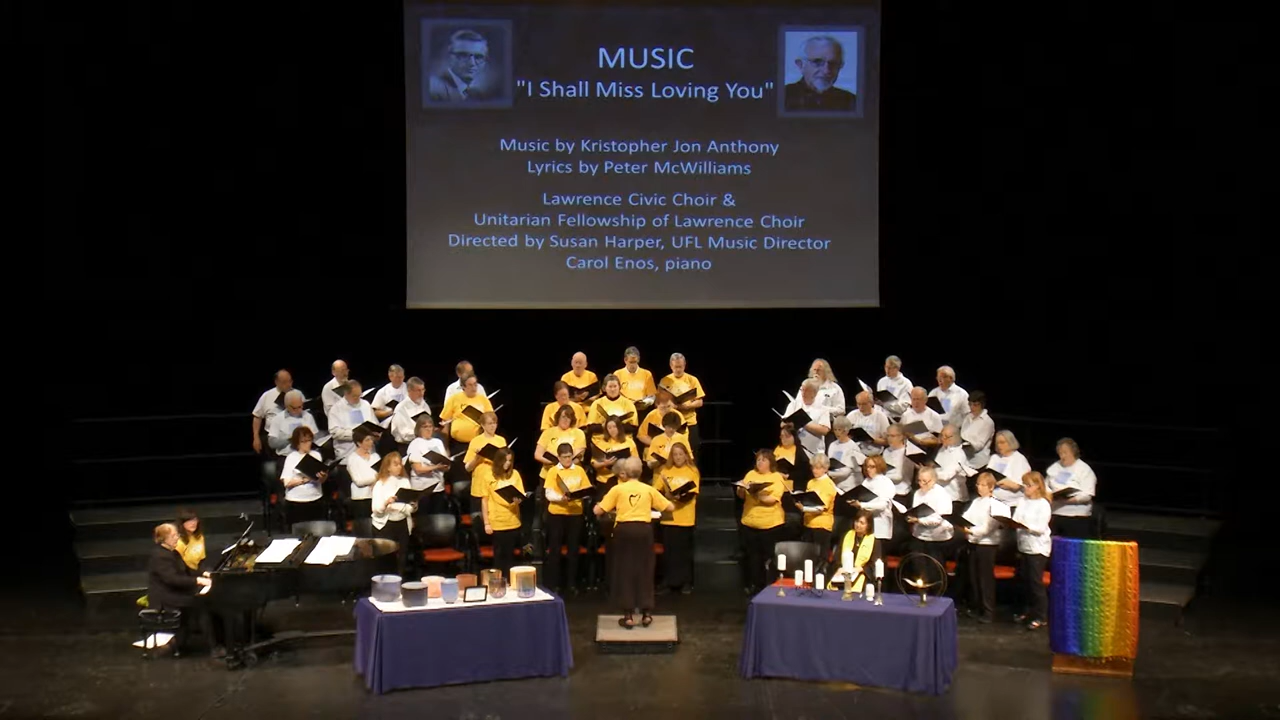 MUSIC
"I Shall Miss Loving You"
Music by Kristopher Jon Anthony
Lyrics by Peter McWilliams
Lawrence Civic Choir &
Unitarian Fellowship of Lawrence Choir
Directed by Susan Harper, UFL Music Director
Carol Enos, piano